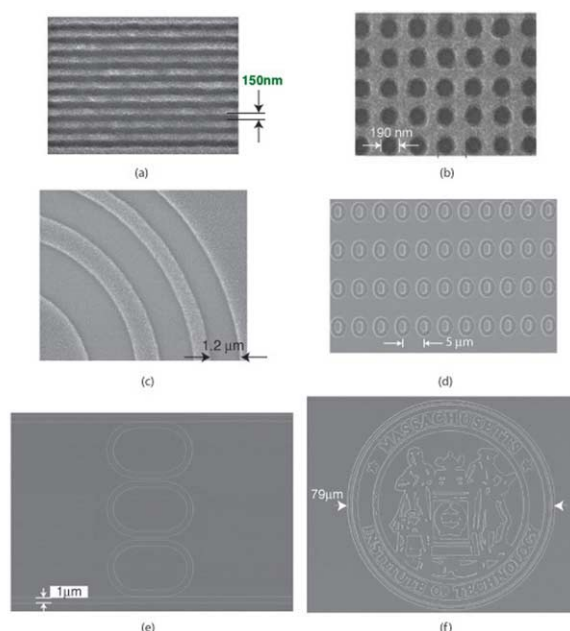 150nm
(a)
190 nm
(b)
1.2 μm
(c)
5 μm
(d)
1μm
(e)
MASSACHUSETTS
INSTITUTE OF TECHNOLOGY
79μm
(f)